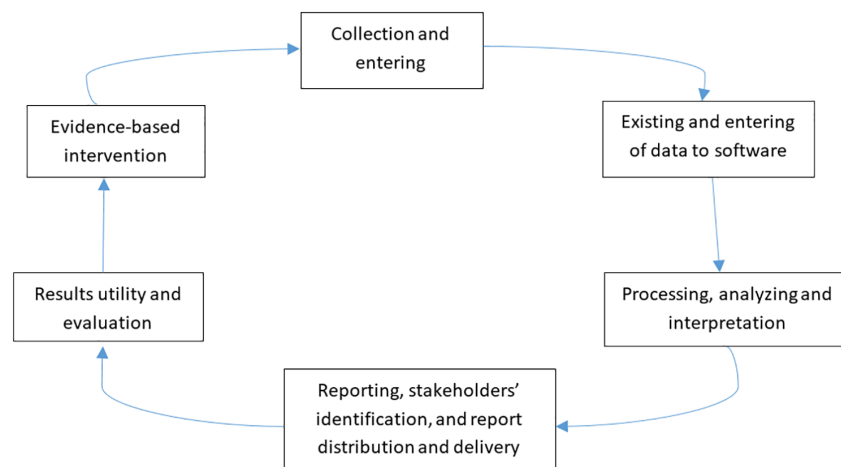 Collection and
entering
Existing and entering
of data to software
Processing, analyzing and
interpretation
Reporting, stakeholders’
identification, and report
distribution and delivery
Results utility and
evaluation
Evidence-based
intervention